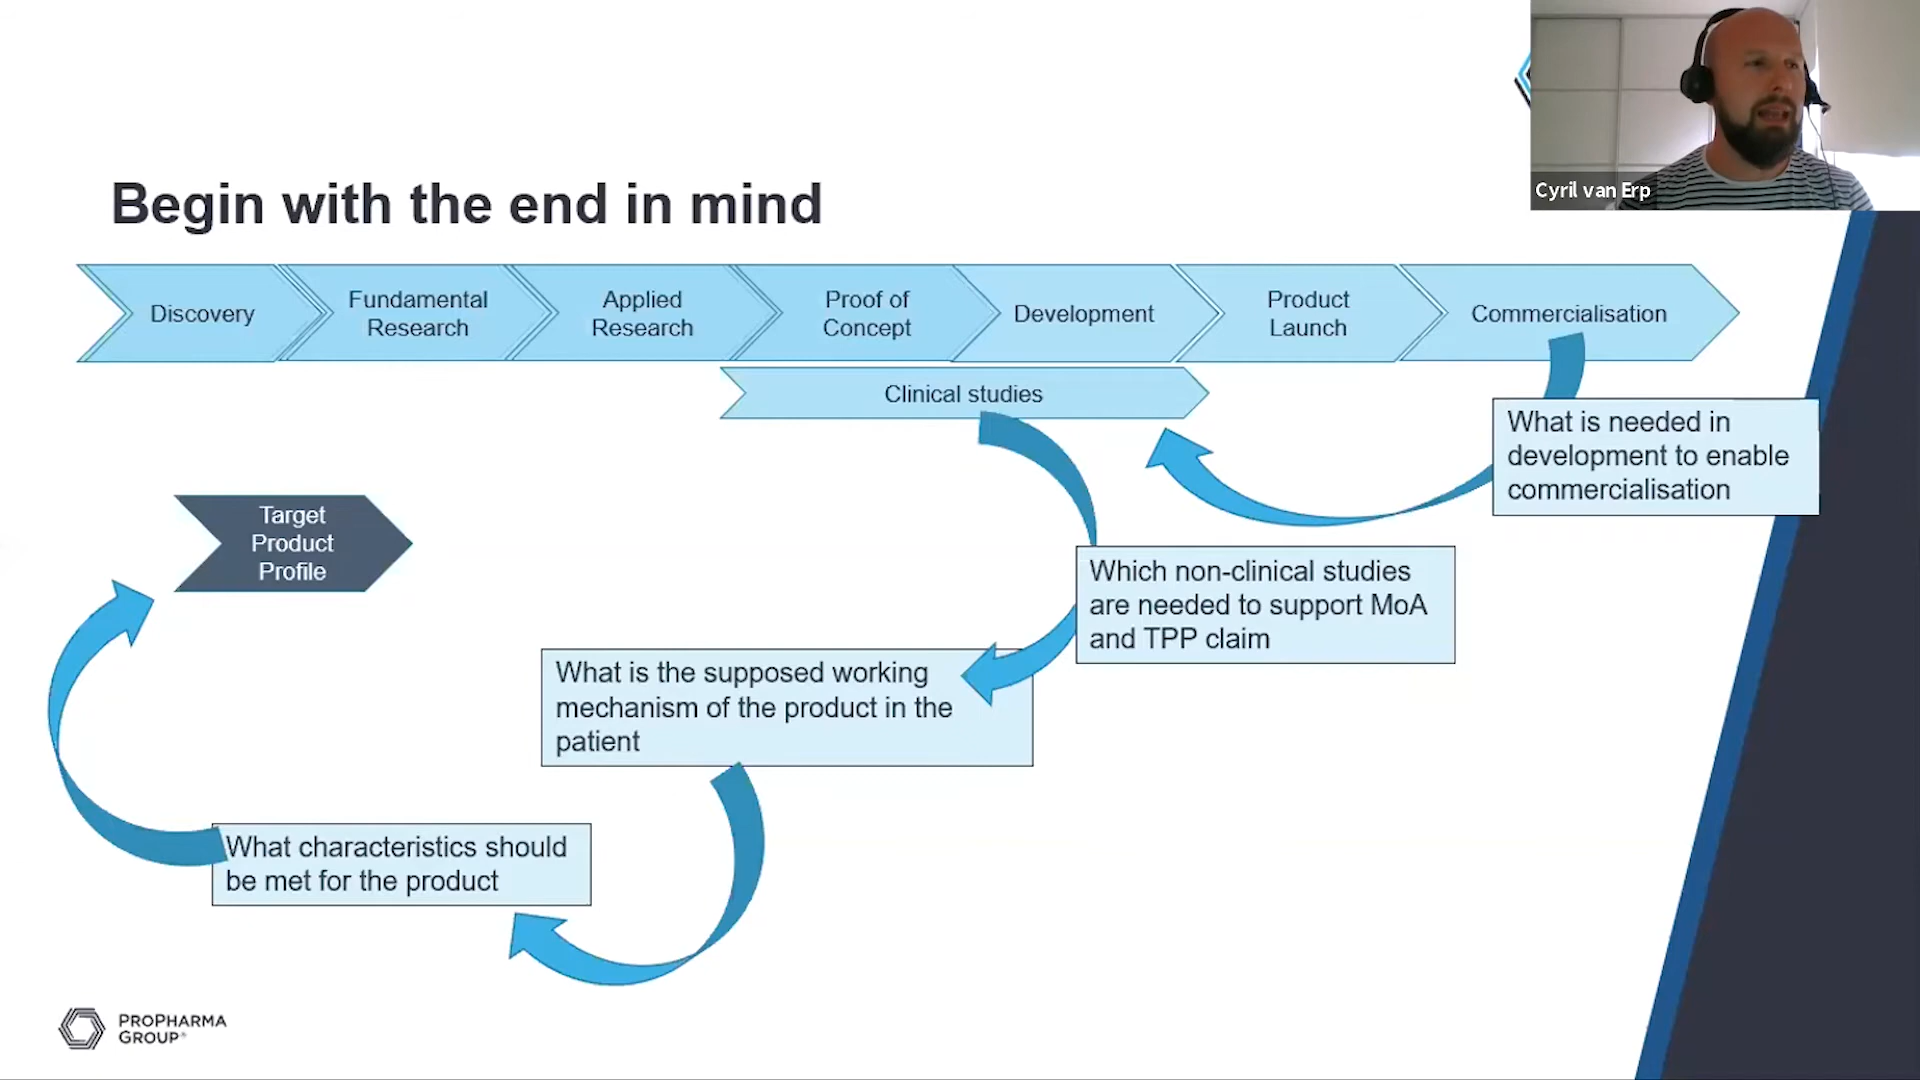 Cyril van Erp
Begin with the end in mind
Discovery
Fundamental
Research
Applied
Research
Proof of
Concept
Development
Product
Launch
Commercialisation
Clinical studies
What is needed in
development to enable
commercialisation
Target
Product
Profile
Which non-clinical studies
are needed to support MoA
and TPP claim
What is the supposed working
mechanism of the product in the
patient
What characteristics should
be met for the product
PROPHARMA
GROUP®